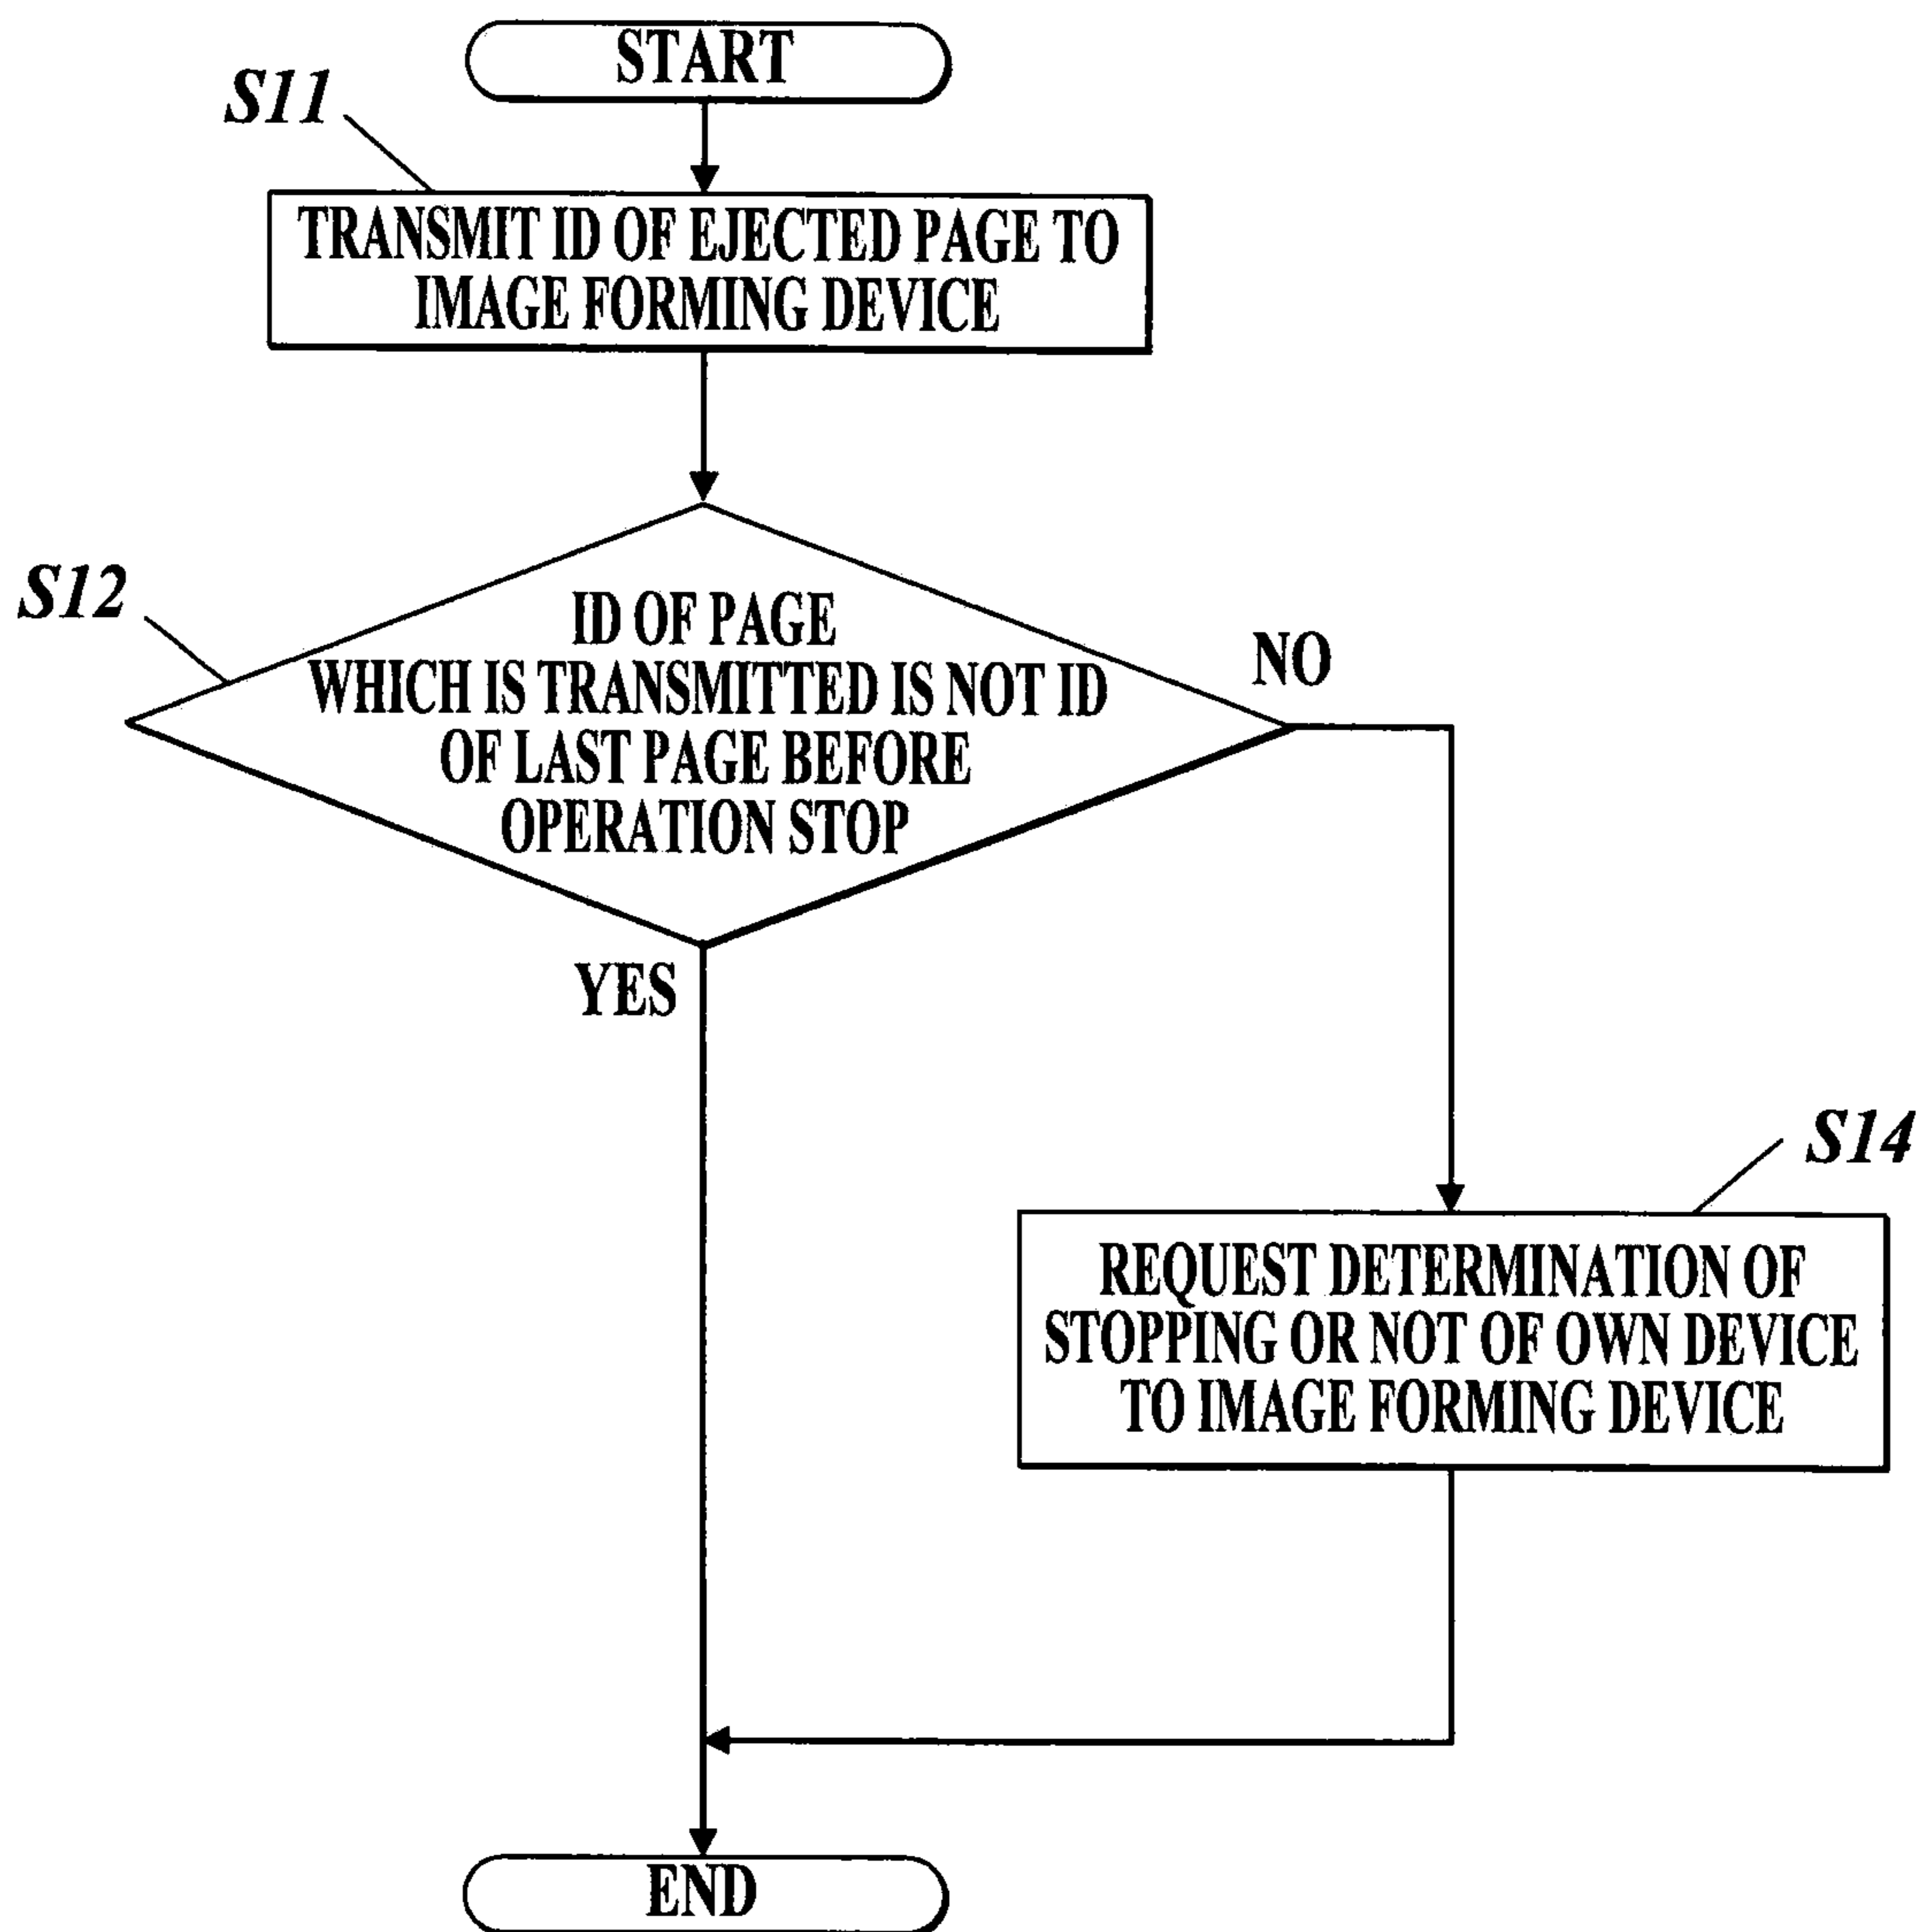 START
S11
TRANSMIT ID OF EJECTED PAGE TO
IMAGE FORMING DEVICE
S12
ID OF PAGE
WHICH IS TRANSMITTED IS NOT ID
OF LAST PAGE BEFORE
OPERATION STOP
NO
YES
S14
REQUEST DETERMINATION OF
STOPPING OR NOT OF OWN DEVICE
TO IMAGE FORMING DEVICE
END